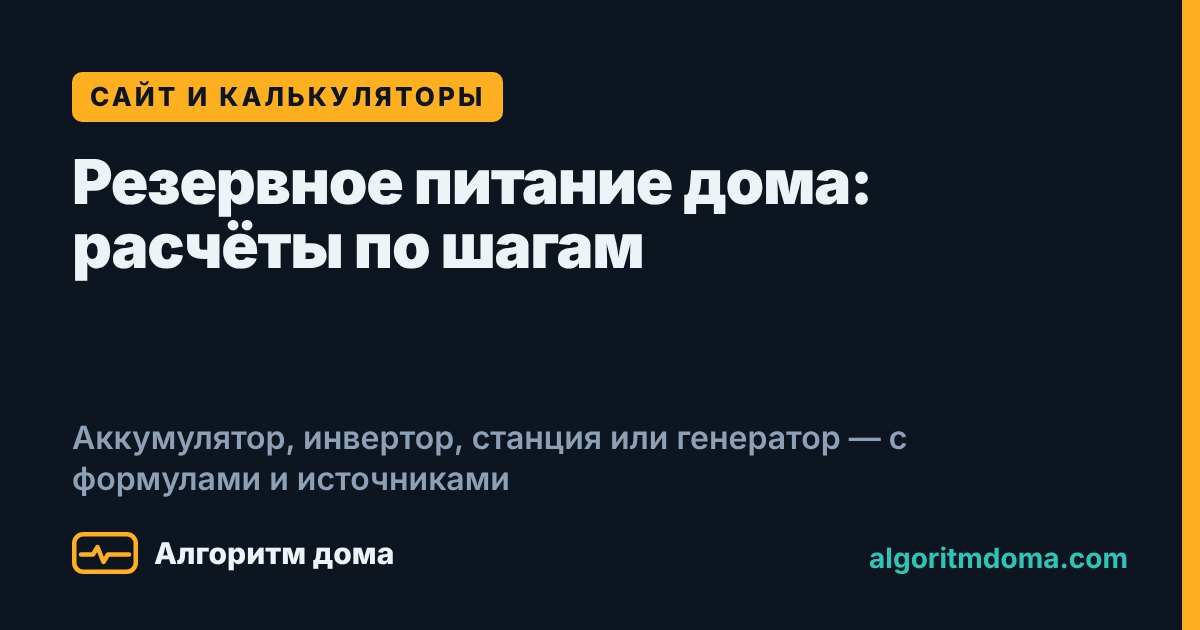 САЙТ И КАЛЬКУЛЯТОРЫ
Резервное питание дома:
расчёты по шагам
Аккумулятор, инвертор, станция или генератор — с
формулами и источниками
Алгоритм дома
algoritmdoma.com